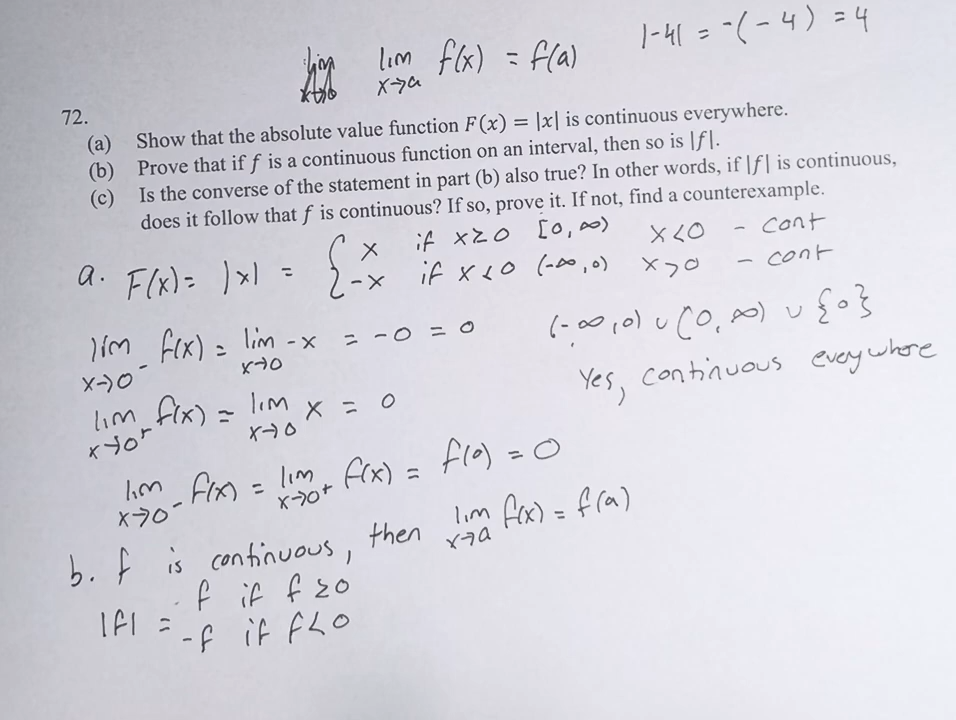 lim f(x) = f(a)
x→a
|-4| = -(-4) = 4
72.
(a) Show that the absolute value function F(x) = |x| is continuous everywhere.
(b) Prove that if f is a continuous function on an interval, then so is |f|.
(c) Is the converse of the statement in part (b) also true? In other words, if |f| is continuous,
does it follow that f is continuous? If so, prove it. If not, find a counterexample.
a. F(x) = |x| = { x if x≥0 [0, ∞) x<0 - cont
-x if x<0 (-∞, 0) x>0 - cont
lim f(x) = lim -x = -0 = 0
x→0⁻ x→0
(-∞, 0) ∪ (0, ∞) ∪ {0}
Yes, continuous everywhere
lim f(x) = lim x = 0
x→0⁺ x→0
lim f(x) = lim f(x) = f(0) = 0
x→0⁻ x→0⁺
b. f is continuous, then lim f(x) = f(a)
x→a
|f| = f if f ≥0
-f if f<0